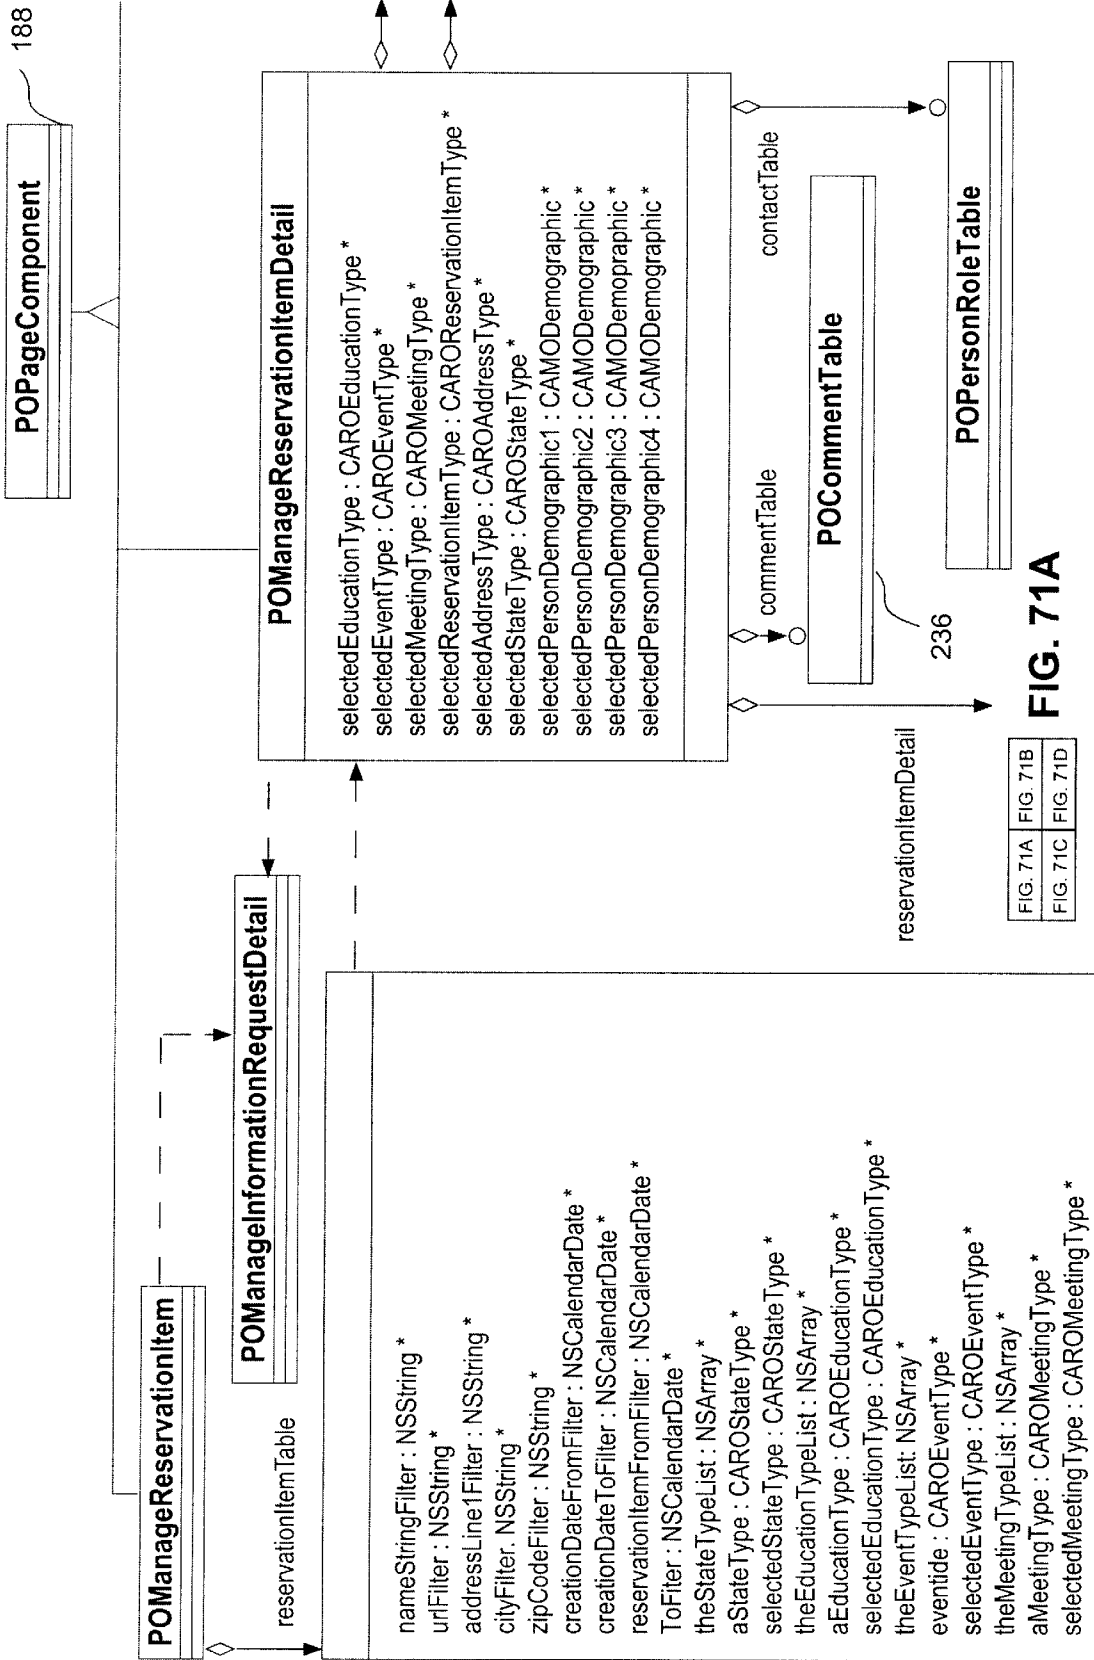 188
POPageComponent
POManageReservationItemDetail
selectedEducationType : CAROEducationType *
selectedEventType : CAROEventType*
selectedMeetingType : CAROMeetingType*
selectedReservationItemType : CAROReservationItemType *
selectedAddressType : CAROAddressType*
selectedStateType : CAROStateType*
selectedPersonDemographic1 : CAMODemographic *
selectedPersonDemographic2 : CAMODemographic *
selectedPersonDemographic3 : CAMODemopraphic *
selectedPersonDemographic4 : CAMODemographic *
contactTable
commentTable
POCommentTable
236
POPersonRoleTable
reservationItemDetail
POManageReservationItem
POManageInformationRequestDetail
reservationItemTable
nameStringFilter : NSString *
urlFilter : NSString *
addressLine1Filter : NSString *
cityFilter. NSString *
zipCodeFilter : NSString *
creationDateFromFilter : NSCalendarDate *
creationDateToFilter : NSCalendarDate *
reservationItemFromFilter : NSCalendarDate *
ToFiter : NSCalendarDate *
theStateTypeList : NSArray *
aStateType : CAROStateType *
selectedStateType : CAROStateType *
theEducationTypeList : NSArray *
aEducationType : CAROEducationType *
selectedEducationType : CAROEducationType *
theEventTypeList: NSArray *
eventide : CAROEventType *
selectedEventType : CAROEventType*
theMeetingTypeList : NSArray *
aMeetingType : CAROMeetingType *
selectedMeetingType : CAROMeetingType *
FIG. 71A FIG. 71B
FIG. 71C FIG. 71D
FIG. 71A